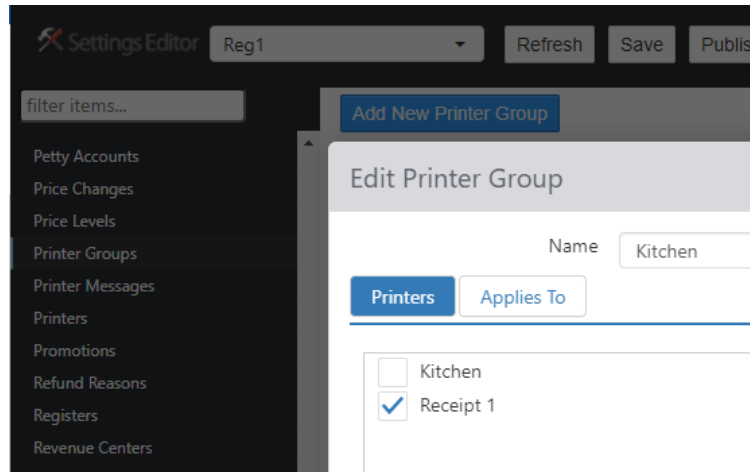 Settings Editor Reg1 Refresh Save Publis
filter items...
Add New Printer Group
Petty Accounts
Price Changes
Price Levels
Printer Groups
Printer Messages
Printers
Promotions
Refund Reasons
Registers
Revenue Centers
Edit Printer Group
Name Kitchen
Printers Applies To
Kitchen
Receipt 1